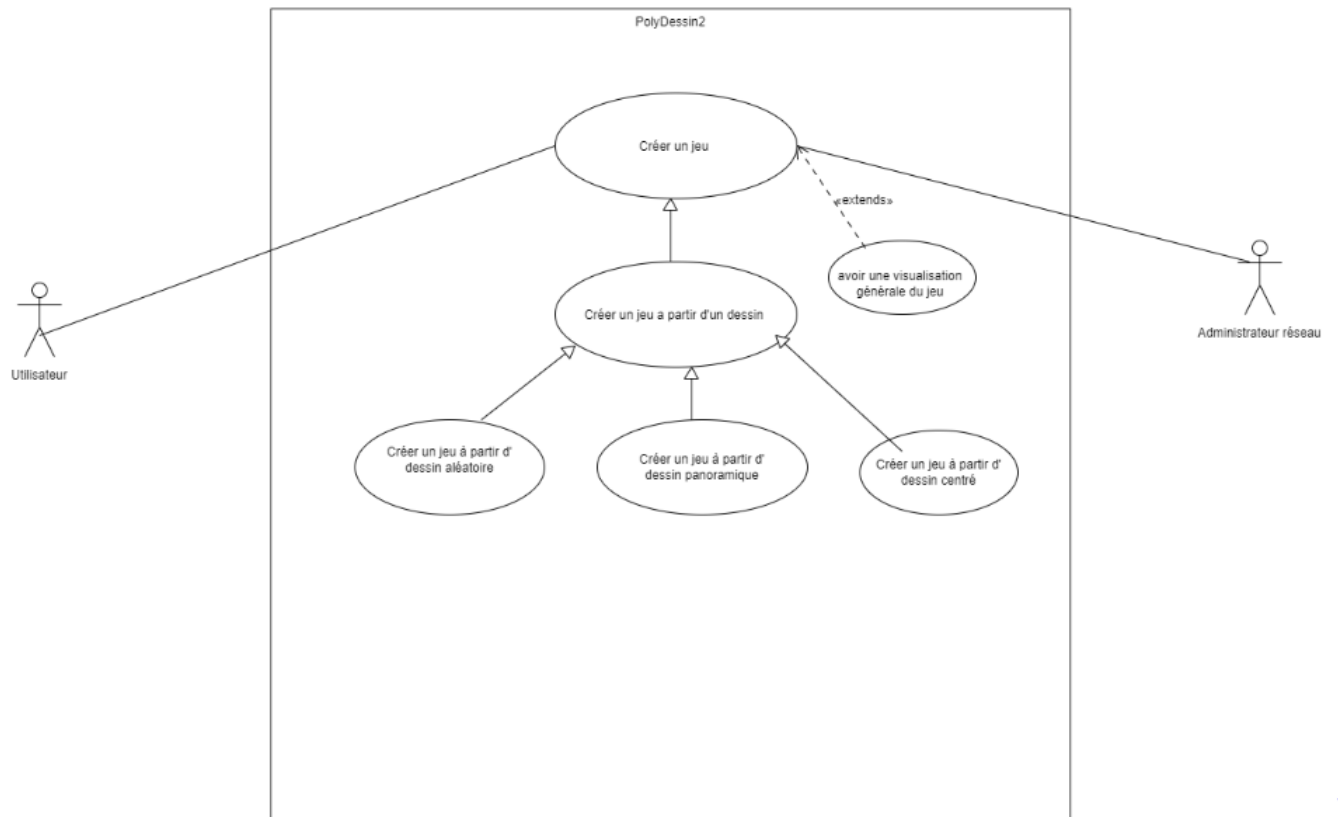 PolyDessin2
Créer un jeu
«extends»
avoir une visualisation
générale du jeu
Créer un jeu a partir d'un dessin
Administrateur réseau
Utilisateur
Créer un jeu à partir d'
dessin aléatoire
Créer un jeu à partir d'
dessin panoramique
Créer un jeu à partir d'
dessin centré